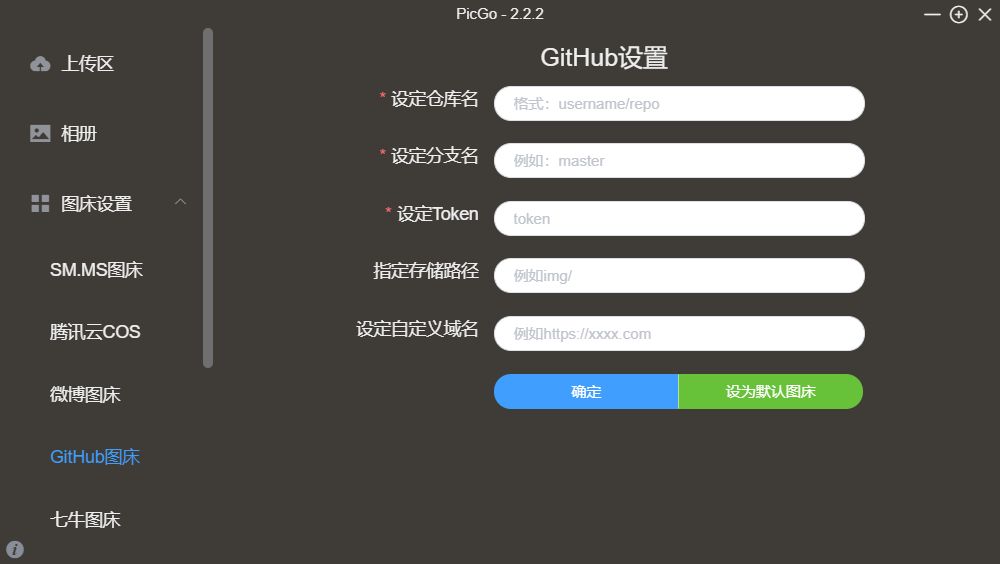 PicGo - 2.2.2
上传区
相册
图床设置
SM.MS图床
腾讯云COS
微博图床
GitHub图床
七牛图床
GitHub设置
* 设定仓库名
格式：username/repo
* 设定分支名
例如：master
* 设定Token
token
指定存储路径
例如img/
设定自定义域名
例如https://xxxx.com
确定
设为默认图床